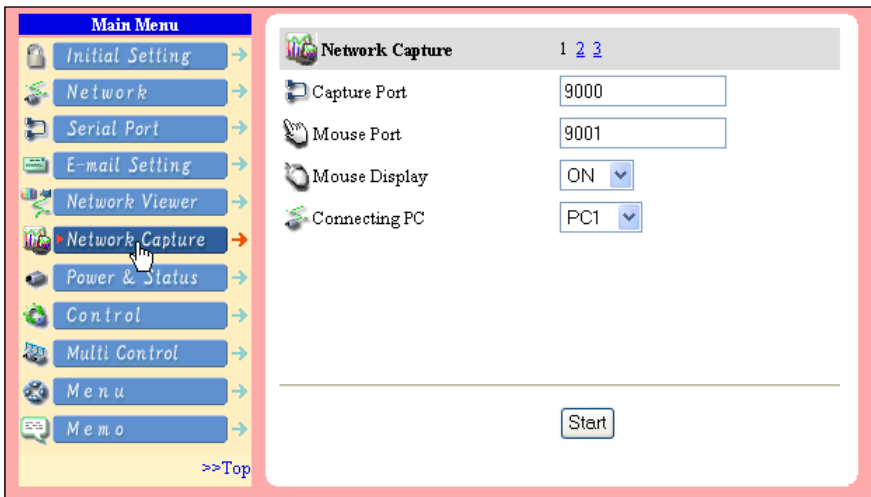 Main Menu
Initial Setting
Network
Serial Port
E-mail Setting
Network Viewer
Network Capture
Power & Status
Control
Multi Control
Menu
Memo
>>Top
Network Capture 1 2 3
Capture Port 9000
Mouse Port 9001
Mouse Display ON
Connecting PC PC1
Start